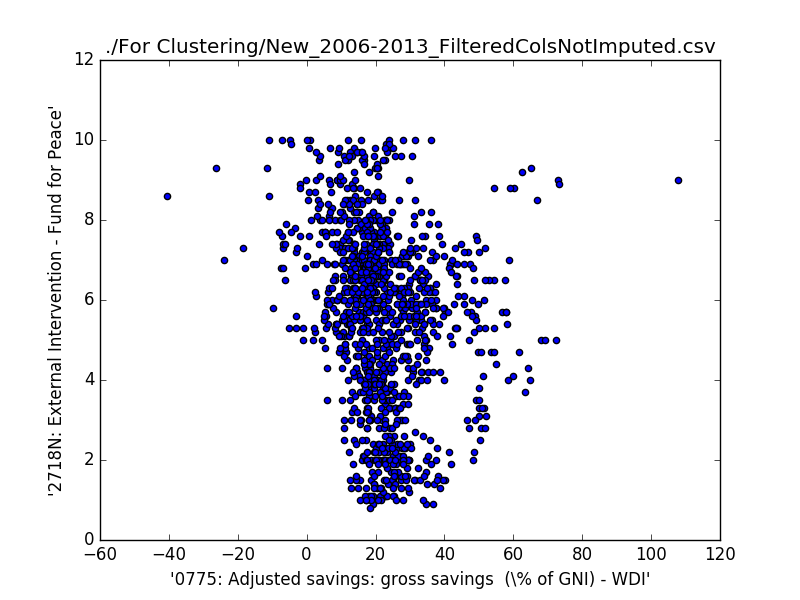 ./For Clustering/New_2006-2013_FilteredColsNotImputed.csv
12
10
8
6
4
2
0
'2718N: External Intervention - Fund for Peace'
−60 −40 −20 0 20 40 60 80 100 120
'0775: Adjusted savings: gross savings  (\% of GNI) - WDI'